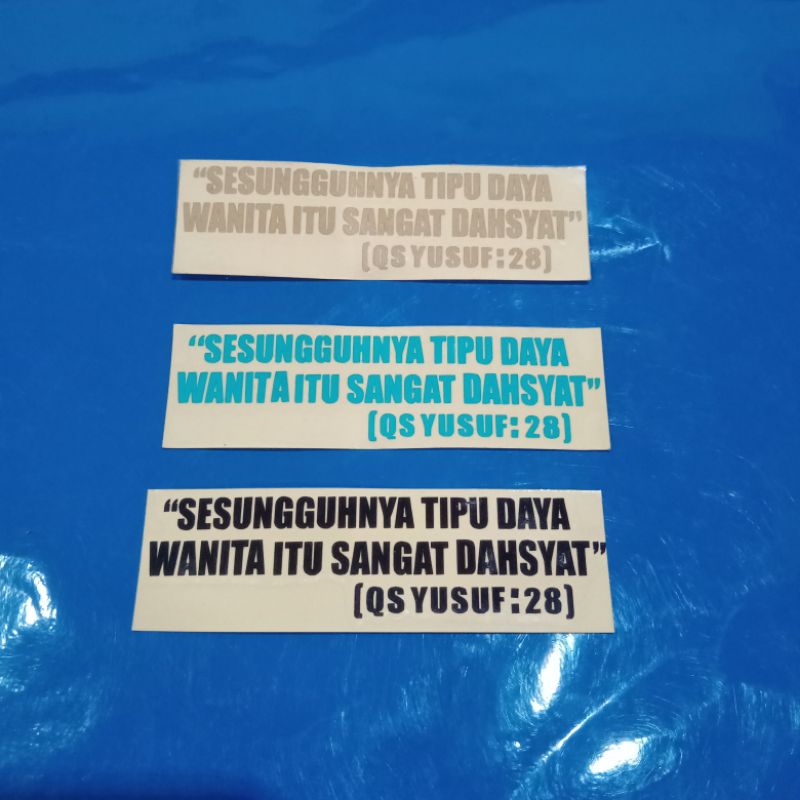 “SESUNGGUHNYA TIPU DAYA
WANITA ITU SANGAT DAHSYAT”
(QS YUSUF:28)
“SESUNGGUHNYA TIPU DAYA
WANITA ITU SANGAT DAHSYAT”
(QS YUSUF:28)
“SESUNGGUHNYA TIPU DAYA
WANITA ITU SANGAT DAHSYAT”
(QS YUSUF:28)